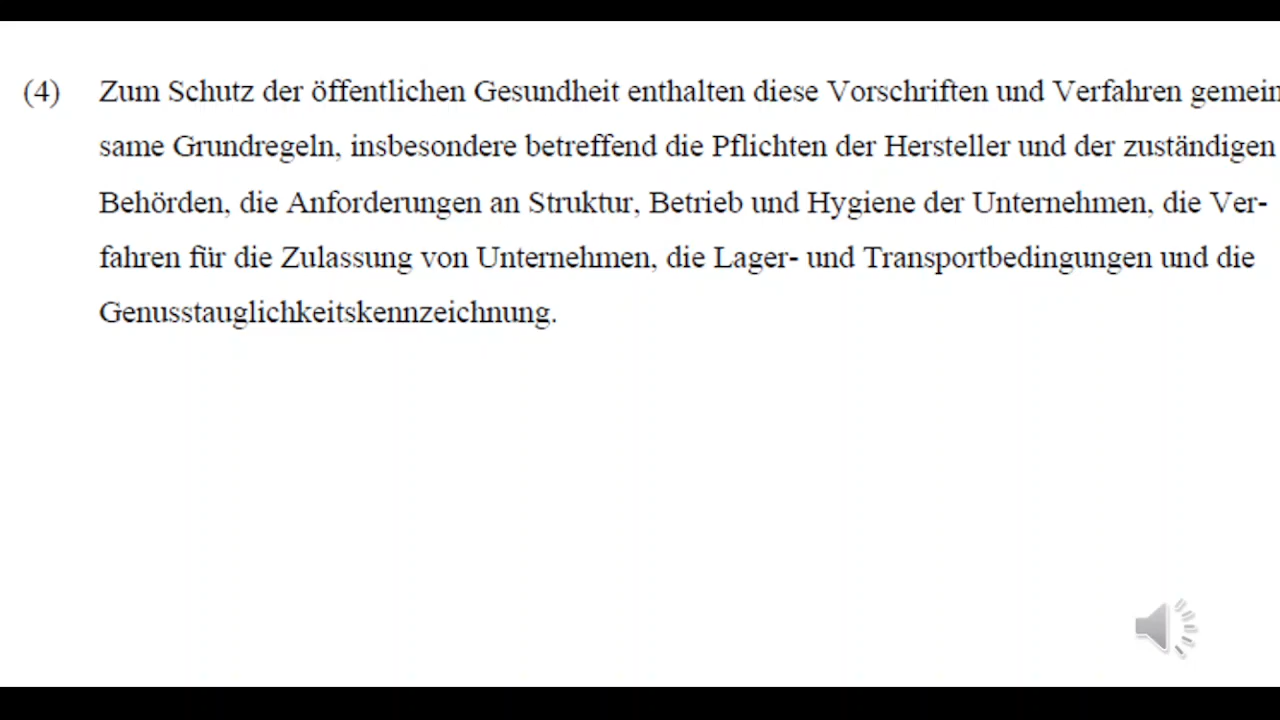 (4) Zum Schutz der öffentlichen Gesundheit enthalten diese Vorschriften und Verfahren gemein
same Grundregeln, insbesondere betreffend die Pflichten der Hersteller und der zuständigen
Behörden, die Anforderungen an Struktur, Betrieb und Hygiene der Unternehmen, die Ver-
fahren für die Zulassung von Unternehmen, die Lager- und Transportbedingungen und die
Genusstauglichkeitskennzeichnung.